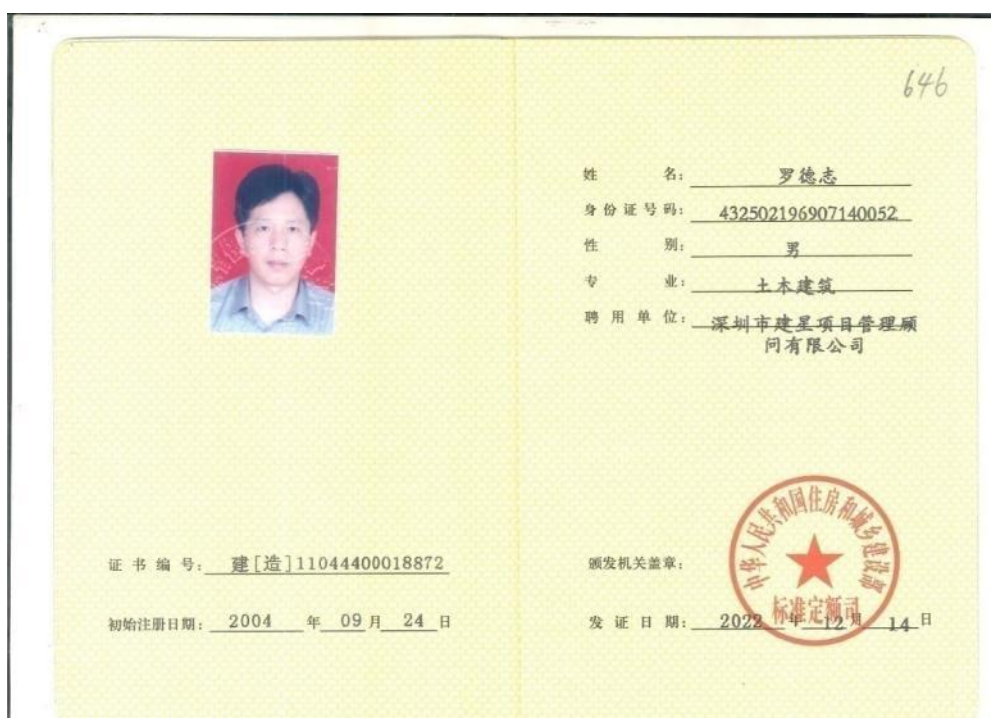 646
姓 名: 罗德志
身份证号码: 432502196907140052
性 别: 男
专 业: 土木建筑
聘用单位: 深圳市建星项目管理顾
问有限公司
证书编号: 建[造]11044400018872
初始注册日期: 2004 年 09 月 24 日
颁发机关盖章:
中华人民共和国住房和城乡建设部
标准定额司
发证日期: 2022 年 12 月 14 日